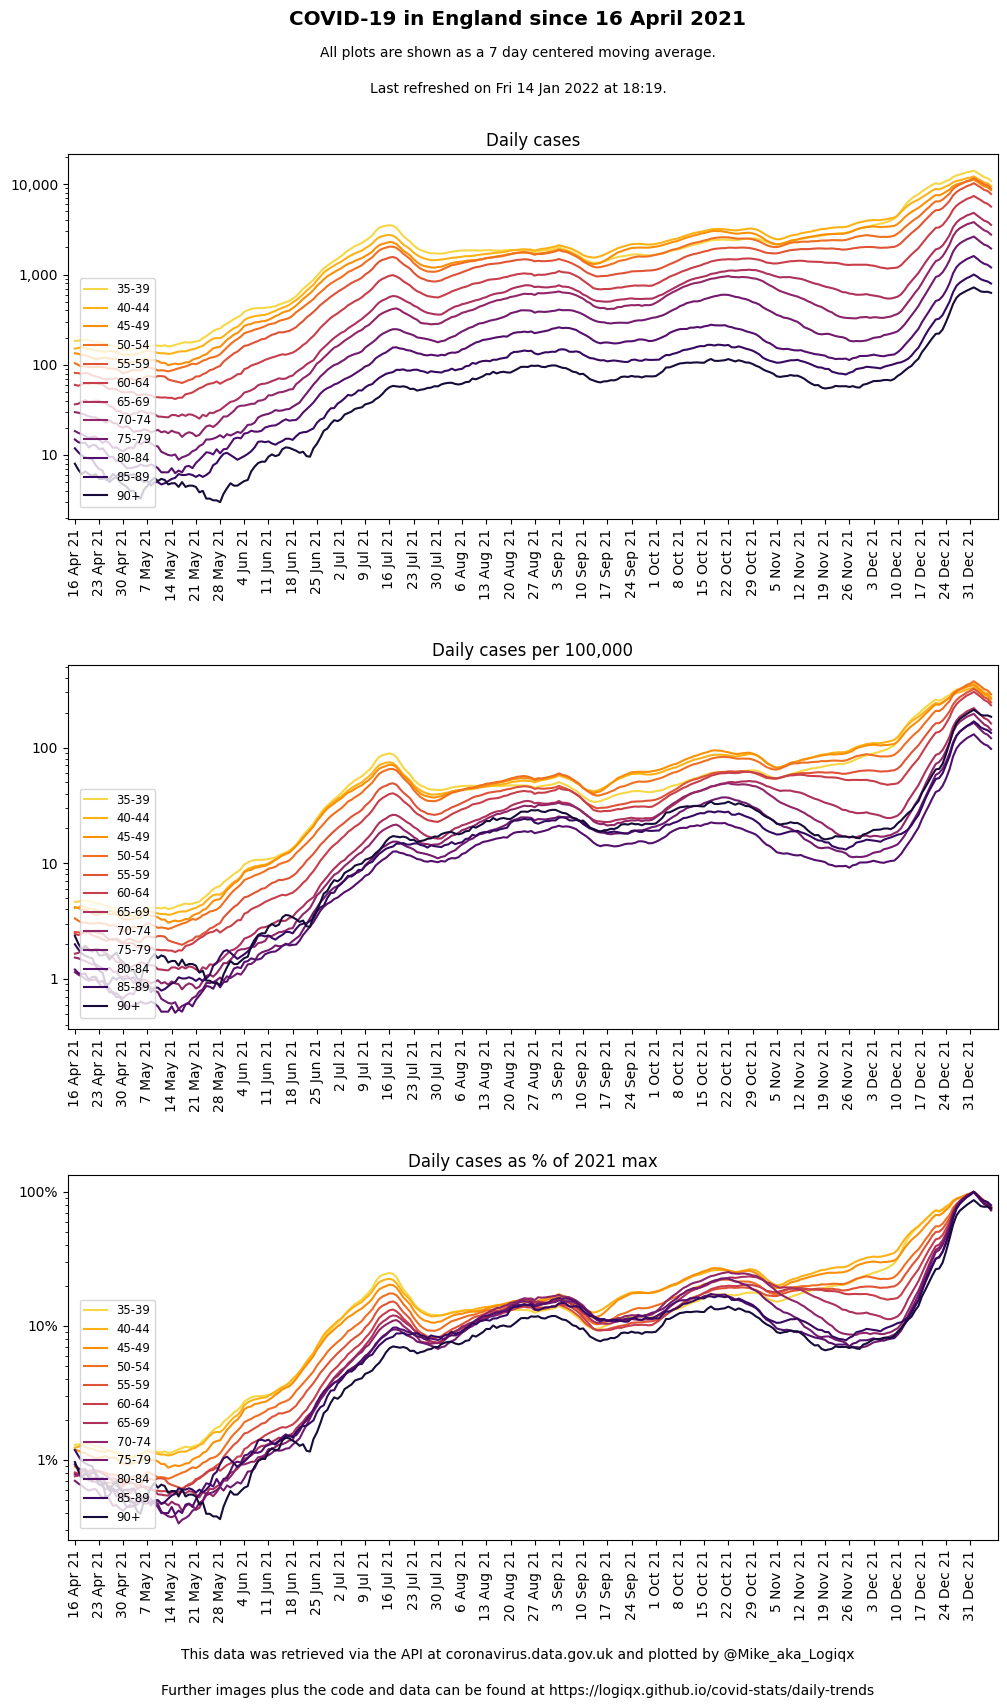 COVID-19 in England since 16 April 2021
All plots are shown as a 7 day centered moving average.
Last refreshed on Fri 14 Jan 2022 at 18:19.
Daily cases
10,000
1,000
100
10
35-39
40-44
45-49
50-54
55-59
60-64
65-69
70-74
75-79
80-84
85-89
90+
16 Apr 21
23 Apr 21
30 Apr 21
7 May 21
14 May 21
21 May 21
28 May 21
4 Jun 21
11 Jun 21
18 Jun 21
25 Jun 21
2 Jul 21
9 Jul 21
16 Jul 21
23 Jul 21
30 Jul 21
6 Aug 21
13 Aug 21
20 Aug 21
27 Aug 21
3 Sep 21
10 Sep 21
17 Sep 21
24 Sep 21
1 Oct 21
8 Oct 21
15 Oct 21
22 Oct 21
29 Oct 21
5 Nov 21
12 Nov 21
19 Nov 21
26 Nov 21
3 Dec 21
10 Dec 21
17 Dec 21
24 Dec 21
31 Dec 21
Daily cases per 100,000
100
10
1
35-39
40-44
45-49
50-54
55-59
60-64
65-69
70-74
75-79
80-84
85-89
90+
16 Apr 21
23 Apr 21
30 Apr 21
7 May 21
14 May 21
21 May 21
28 May 21
4 Jun 21
11 Jun 21
18 Jun 21
25 Jun 21
2 Jul 21
9 Jul 21
16 Jul 21
23 Jul 21
30 Jul 21
6 Aug 21
13 Aug 21
20 Aug 21
27 Aug 21
3 Sep 21
10 Sep 21
17 Sep 21
24 Sep 21
1 Oct 21
8 Oct 21
15 Oct 21
22 Oct 21
29 Oct 21
5 Nov 21
12 Nov 21
19 Nov 21
26 Nov 21
3 Dec 21
10 Dec 21
17 Dec 21
24 Dec 21
31 Dec 21
Daily cases as % of 2021 max
100%
10%
1%
35-39
40-44
45-49
50-54
55-59
60-64
65-69
70-74
75-79
80-84
85-89
90+
16 Apr 21
23 Apr 21
30 Apr 21
7 May 21
14 May 21
21 May 21
28 May 21
4 Jun 21
11 Jun 21
18 Jun 21
25 Jun 21
2 Jul 21
9 Jul 21
16 Jul 21
23 Jul 21
30 Jul 21
6 Aug 21
13 Aug 21
20 Aug 21
27 Aug 21
3 Sep 21
10 Sep 21
17 Sep 21
24 Sep 21
1 Oct 21
8 Oct 21
15 Oct 21
22 Oct 21
29 Oct 21
5 Nov 21
12 Nov 21
19 Nov 21
26 Nov 21
3 Dec 21
10 Dec 21
17 Dec 21
24 Dec 21
31 Dec 21
This data was retrieved via the API at coronavirus.data.gov.uk and plotted by @Mike_aka_Logiqx
Further images plus the code and data can be found at https://logiqx.github.io/covid-stats/daily-trends